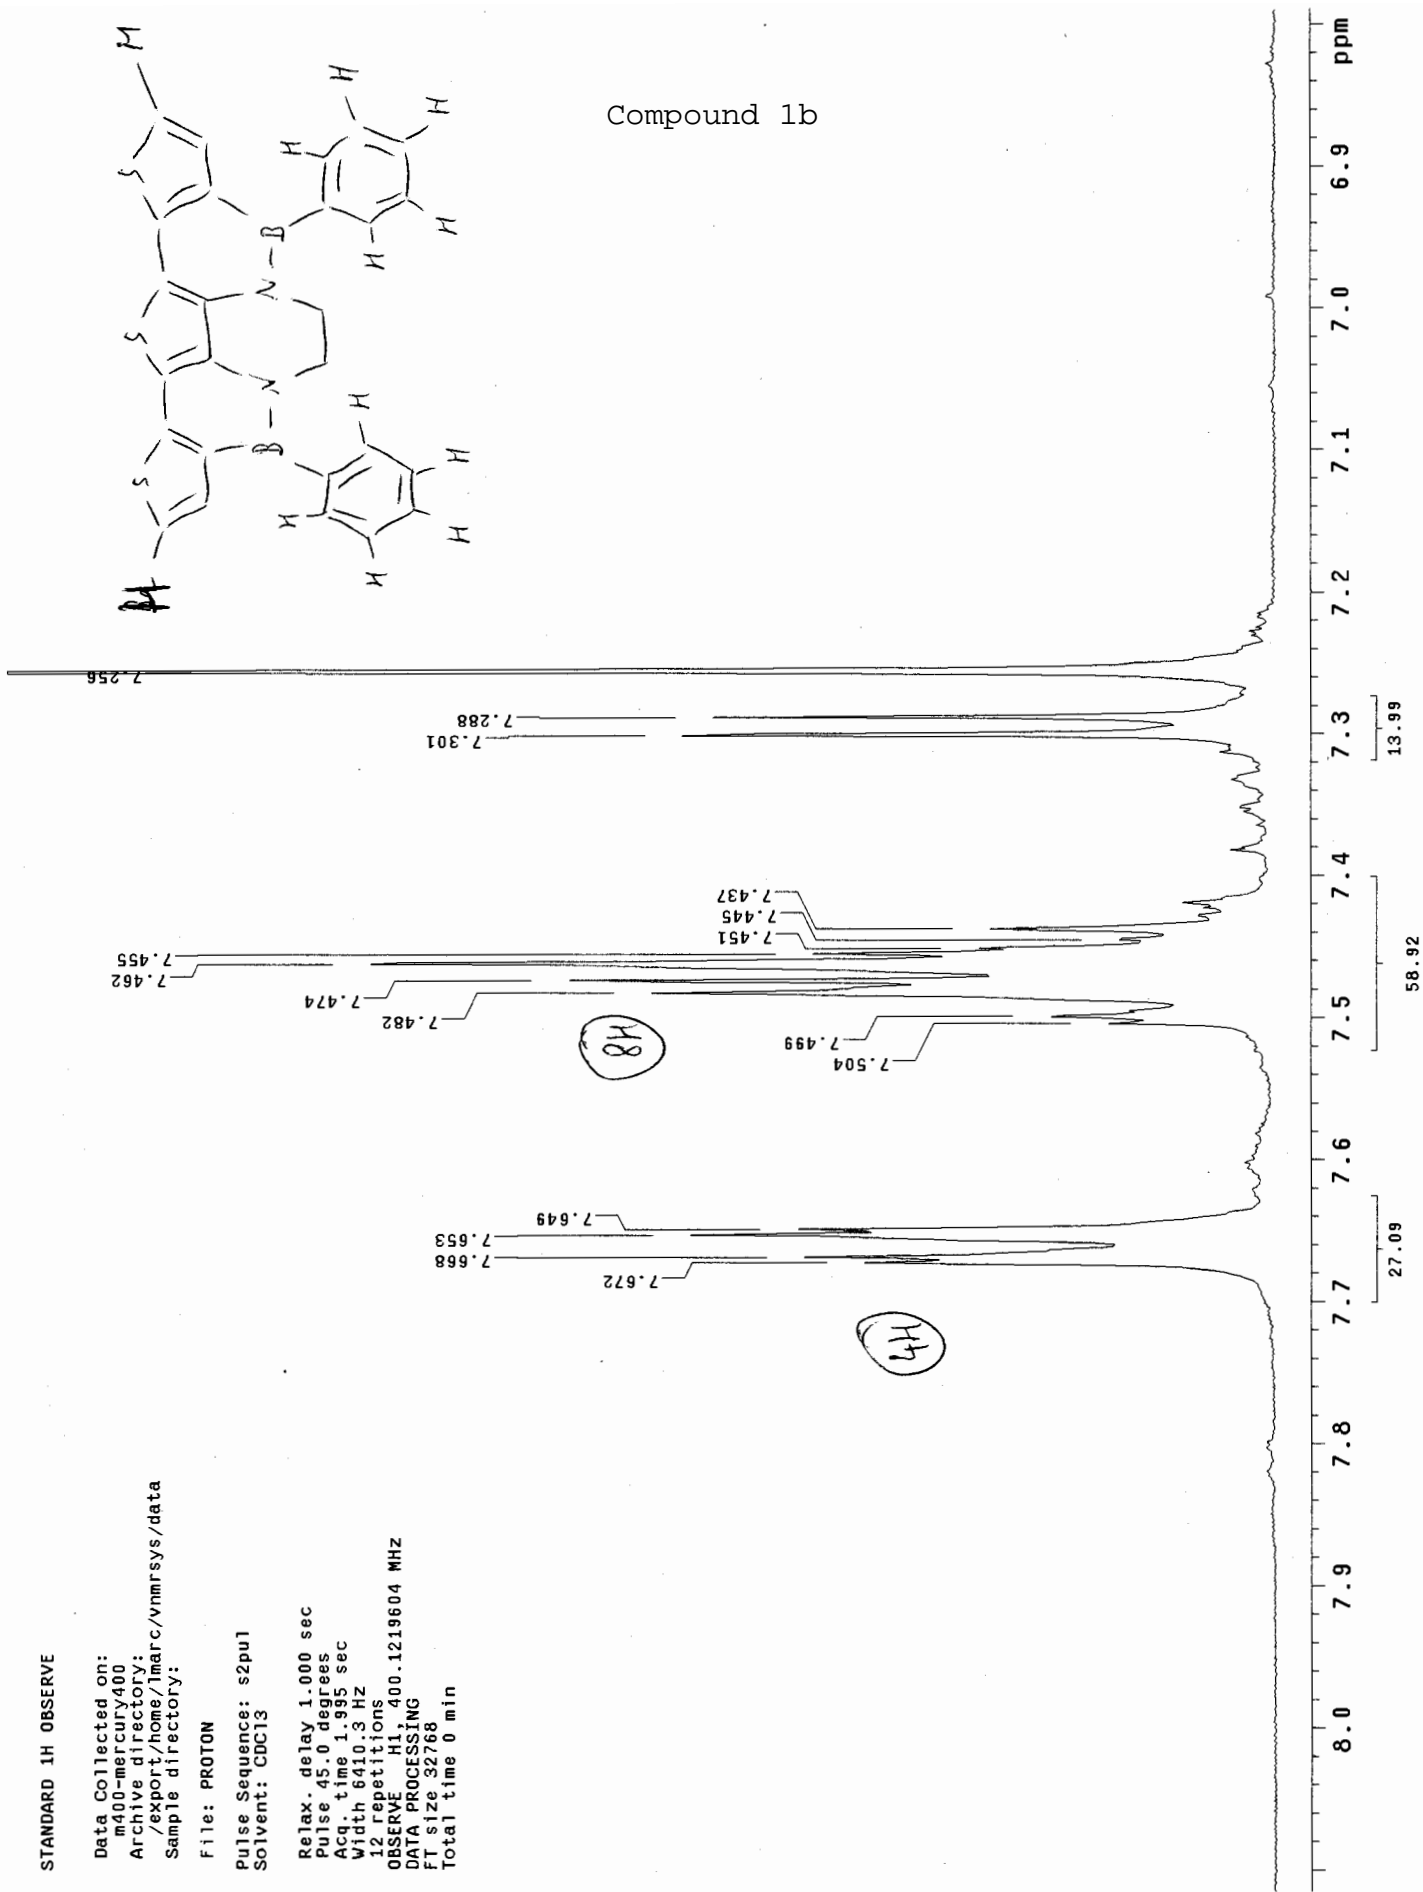 STANDARD 1H OBSERVE
Data Collected on:
m400-mercury400
Archive directory:
/export/home/lmarc/vnmrsys/data
Sample directory:
File: PROTON
Pulse Sequence: s2pul
Solvent: CDCl3
Relax. delay 1.000 sec
Pulse 45.0 degrees
Acq. time 1.995 sec
Width 6410.3 Hz
12 repetitions
OBSERVE H1, 400.1219604 MHz
DATA PROCESSING
FT size 32768
Total time 0 min
Compound 1b
S
S
S
H
B
N
N
B
H
H
H
H
H
H
H
H
H
H
H
7.672
7.668
7.653
7.649
4H
7.504
7.499
8H
7.482
7.474
7.462
7.455
7.451
7.445
7.437
7.301
7.288
7.256
8.0
7.9
7.8
7.7
7.6
7.5
7.4
7.3
7.2
7.1
7.0
6.9
ppm
27.09
58.92
13.99